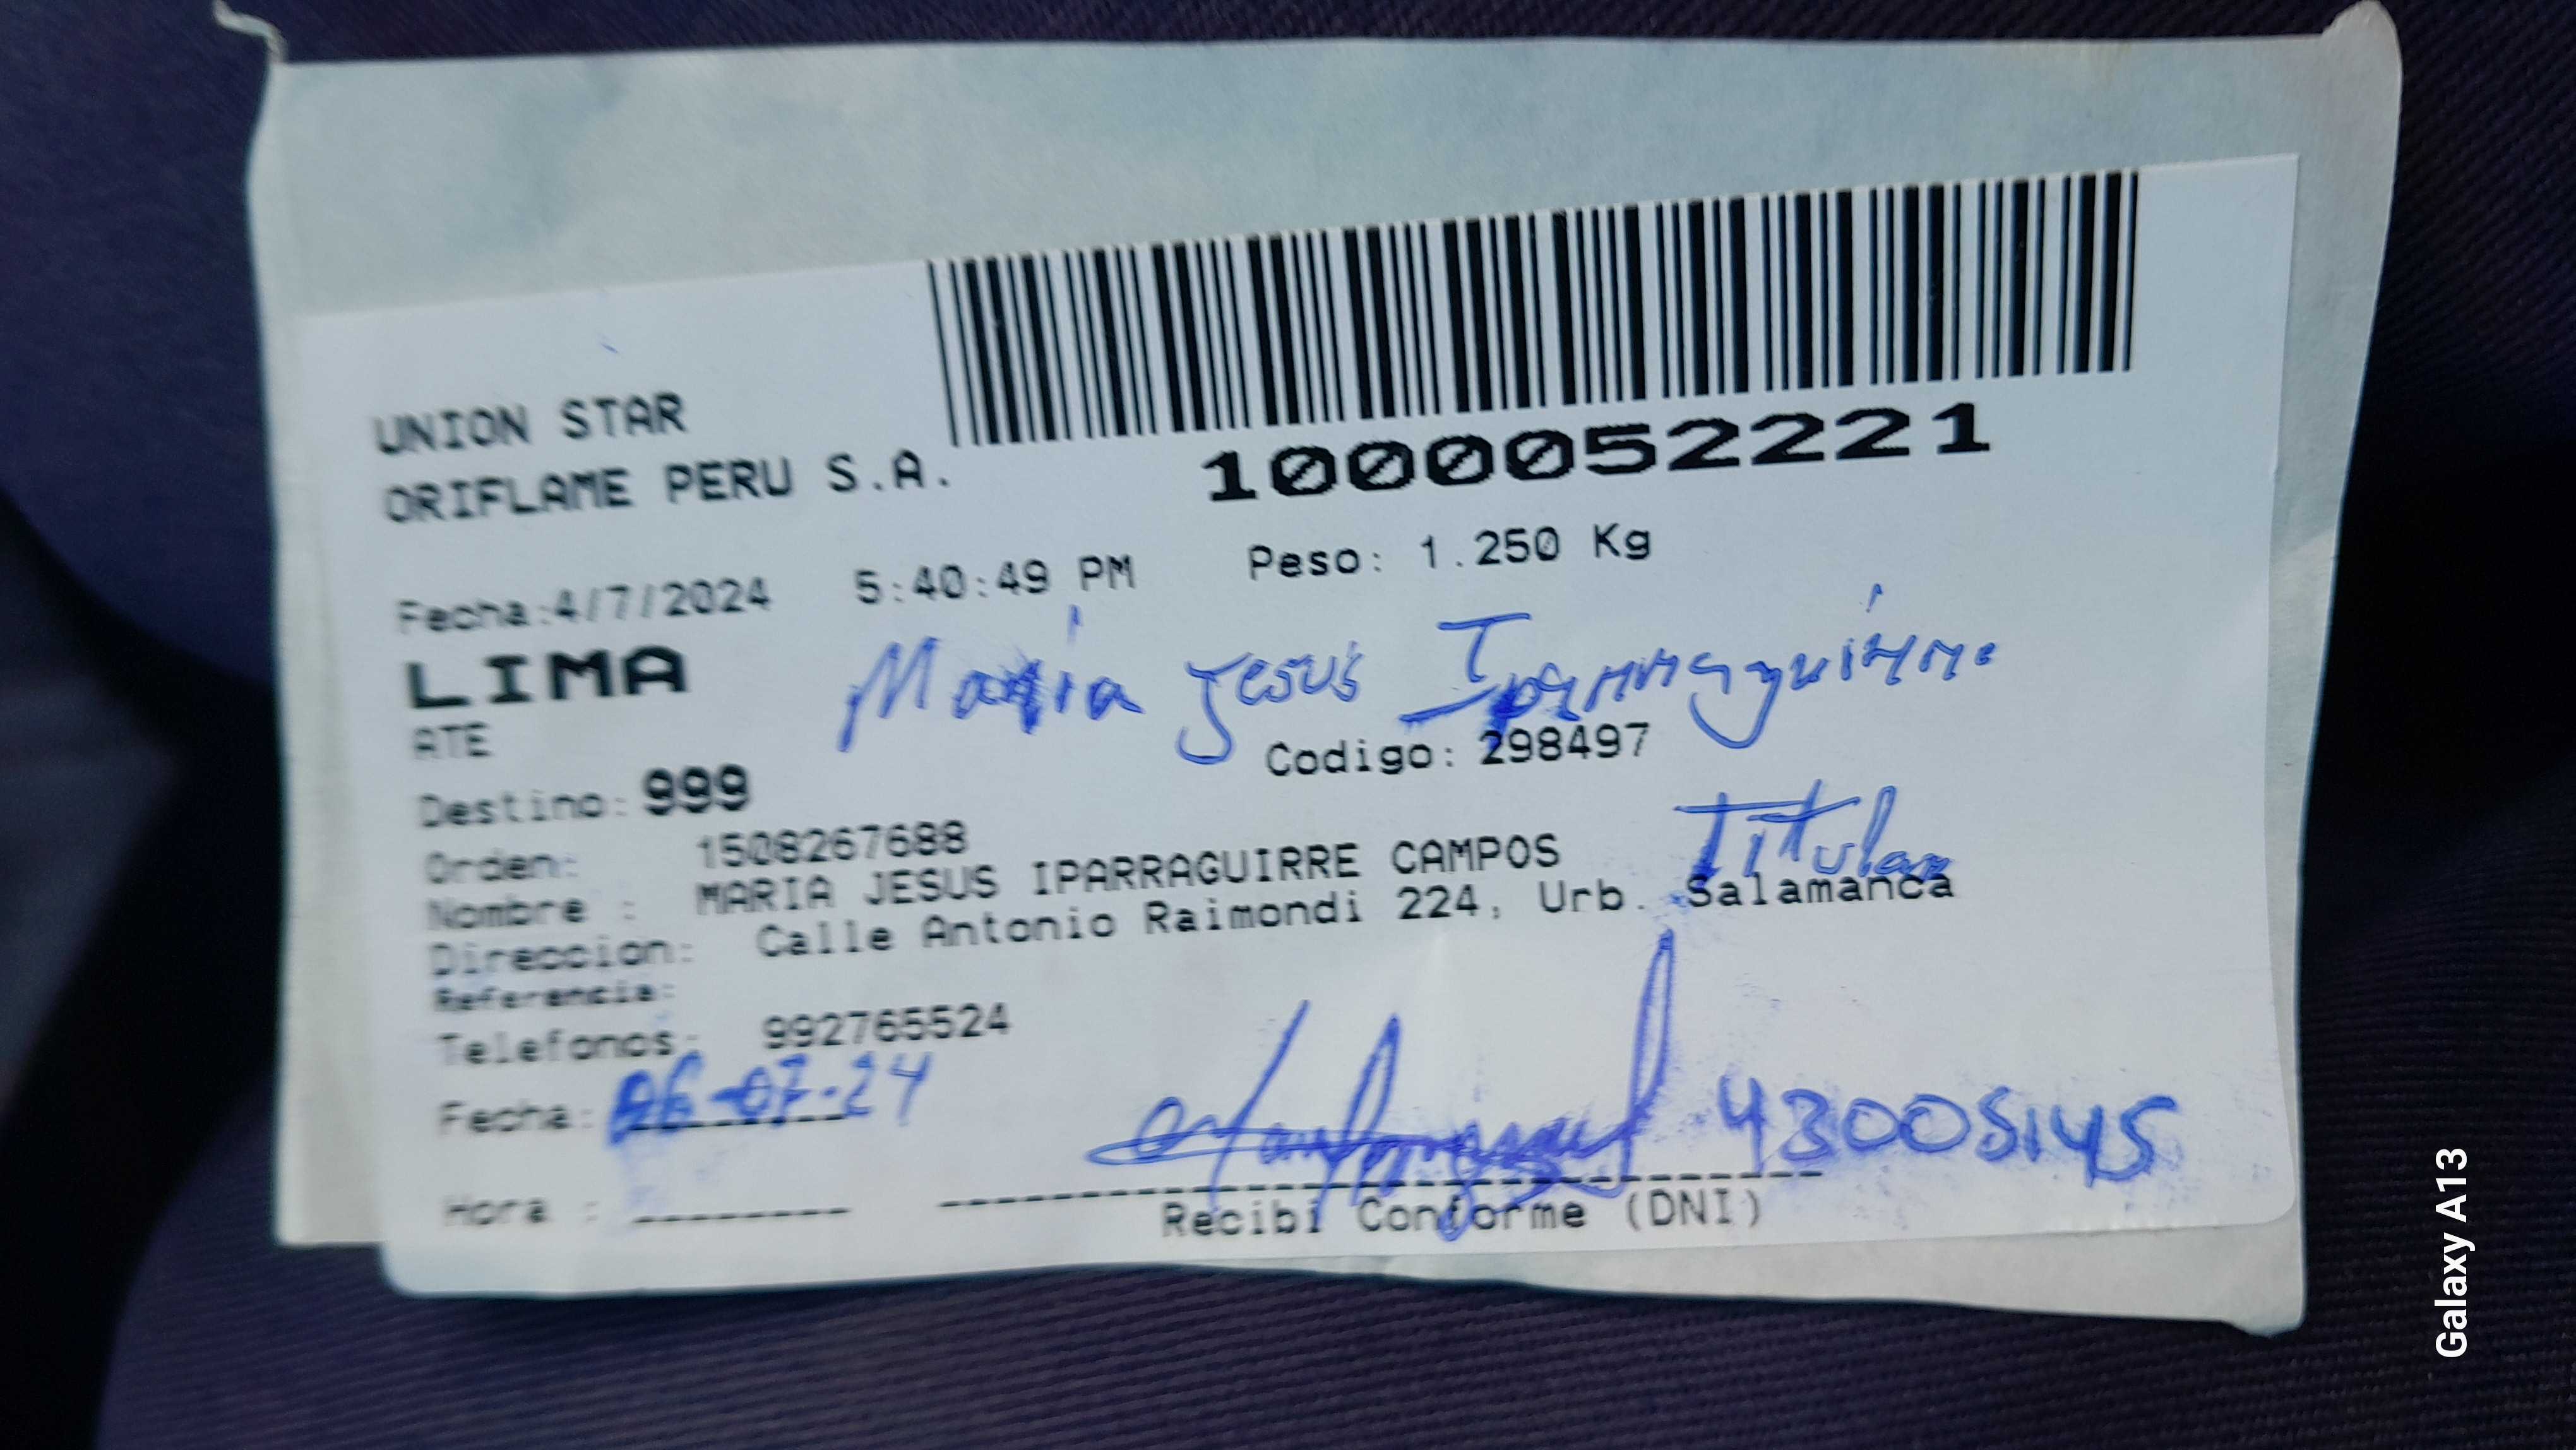 UNION STAR
ORIFLAME PERU S.A.
1000052221
Fecha:4/7/2024 5:40:49 PM Peso: 1.250 Kg
LIMA
Maria Jesus Iparraguirre
ATE
Codigo: 298497
Destino: 999
Titular
Orden: 1508267688
Nombre : MARIA JESUS IPARRAGUIRRE CAMPOS
Direccion: Calle Antonio Raimondi 224, Urb. Salamanca
Referencia:
Telefonos: 992765524
Fecha: 06-07-24
43005145
Hora :
Recibi Conforme (DNI)
Galaxy A13